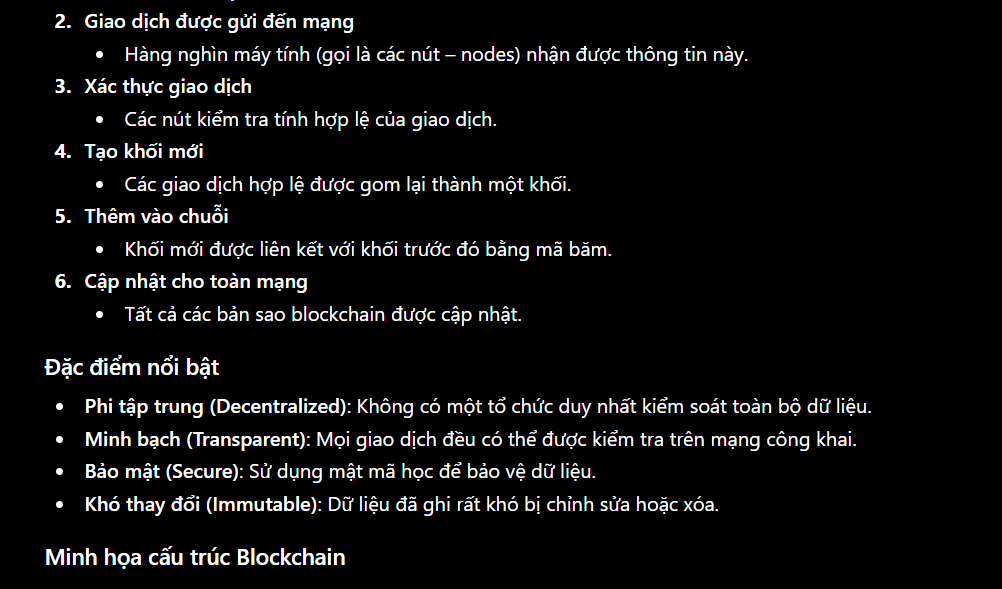 2. Giao dịch được gửi đến mạng
• Hàng nghìn máy tính (gọi là các nút – nodes) nhận được thông tin này.
3. Xác thực giao dịch
• Các nút kiểm tra tính hợp lệ của giao dịch.
4. Tạo khối mới
• Các giao dịch hợp lệ được gom lại thành một khối.
5. Thêm vào chuỗi
• Khối mới được liên kết với khối trước đó bằng mã băm.
6. Cập nhật cho toàn mạng
• Tất cả các bản sao blockchain được cập nhật.
Đặc điểm nổi bật
• Phi tập trung (Decentralized): Không có một tổ chức duy nhất kiểm soát toàn bộ dữ liệu.
• Minh bạch (Transparent): Mọi giao dịch đều có thể được kiểm tra trên mạng công khai.
• Bảo mật (Secure): Sử dụng mật mã học để bảo vệ dữ liệu.
• Khó thay đổi (Immutable): Dữ liệu đã ghi rất khó bị chỉnh sửa hoặc xóa.
Minh họa cấu trúc Blockchain